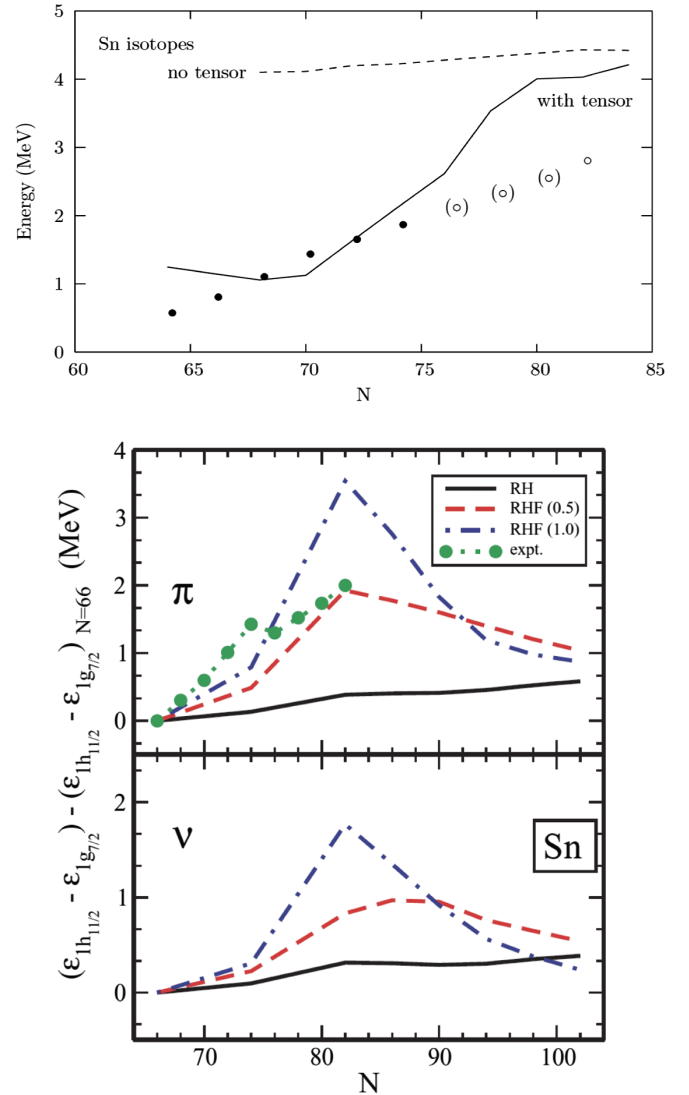 5
4
3
2
1
0
60
65
70
75
80
85
Energy (MeV)
N
Sn isotopes
no tensor
with tensor
(∘)
(∘)
(∘)
4
3
2
1
0
2
1
0
70
80
90
100
N
(ε1h11/2 - ε1g7/2) - (ε1h11/2 - ε1g7/2) N=66 (MeV)
RH
RHF (0.5)
RHF (1.0)
expt.
π
ν
Sn